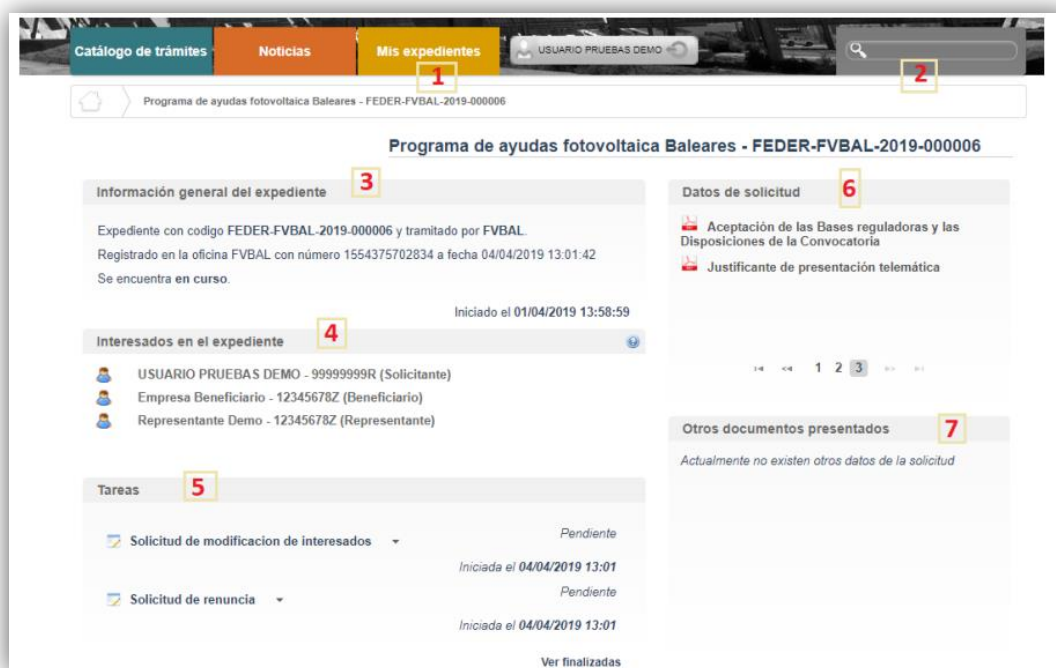 Catálogo de trámites
Noticias
Mis expedientes
USUARIO PRUEBAS DEMO
1
2
Programa de ayudas fotovoltaica Baleares - FEDER-FVBAL-2019-000006
Programa de ayudas fotovoltaica Baleares - FEDER-FVBAL-2019-000006
Información general del expediente
3
Expediente con codigo FEDER-FVBAL-2019-000006 y tramitado por FVBAL.
Registrado en la oficina FVBAL con número 1554375702834 a fecha 04/04/2019 13:01:42
Se encuentra en curso.
Iniciado el 01/04/2019 13:58:59
Interesados en el expediente
4
USUARIO PRUEBAS DEMO - 99999999R (Solicitante)
Empresa Beneficiario - 12345678Z (Beneficiario)
Representante Demo - 12345678Z (Representante)
Tareas
5
Solicitud de modificacion de interesados
Pendiente
Iniciada el 04/04/2019 13:01
Solicitud de renuncia
Pendiente
Iniciada el 04/04/2019 13:01
Ver finalizadas
Datos de solicitud
6
Aceptación de las Bases reguladoras y las
Disposiciones de la Convocatoria
Justificante de presentación telemática
1 2 3
Otros documentos presentados
7
Actualmente no existen otros datos de la solicitud